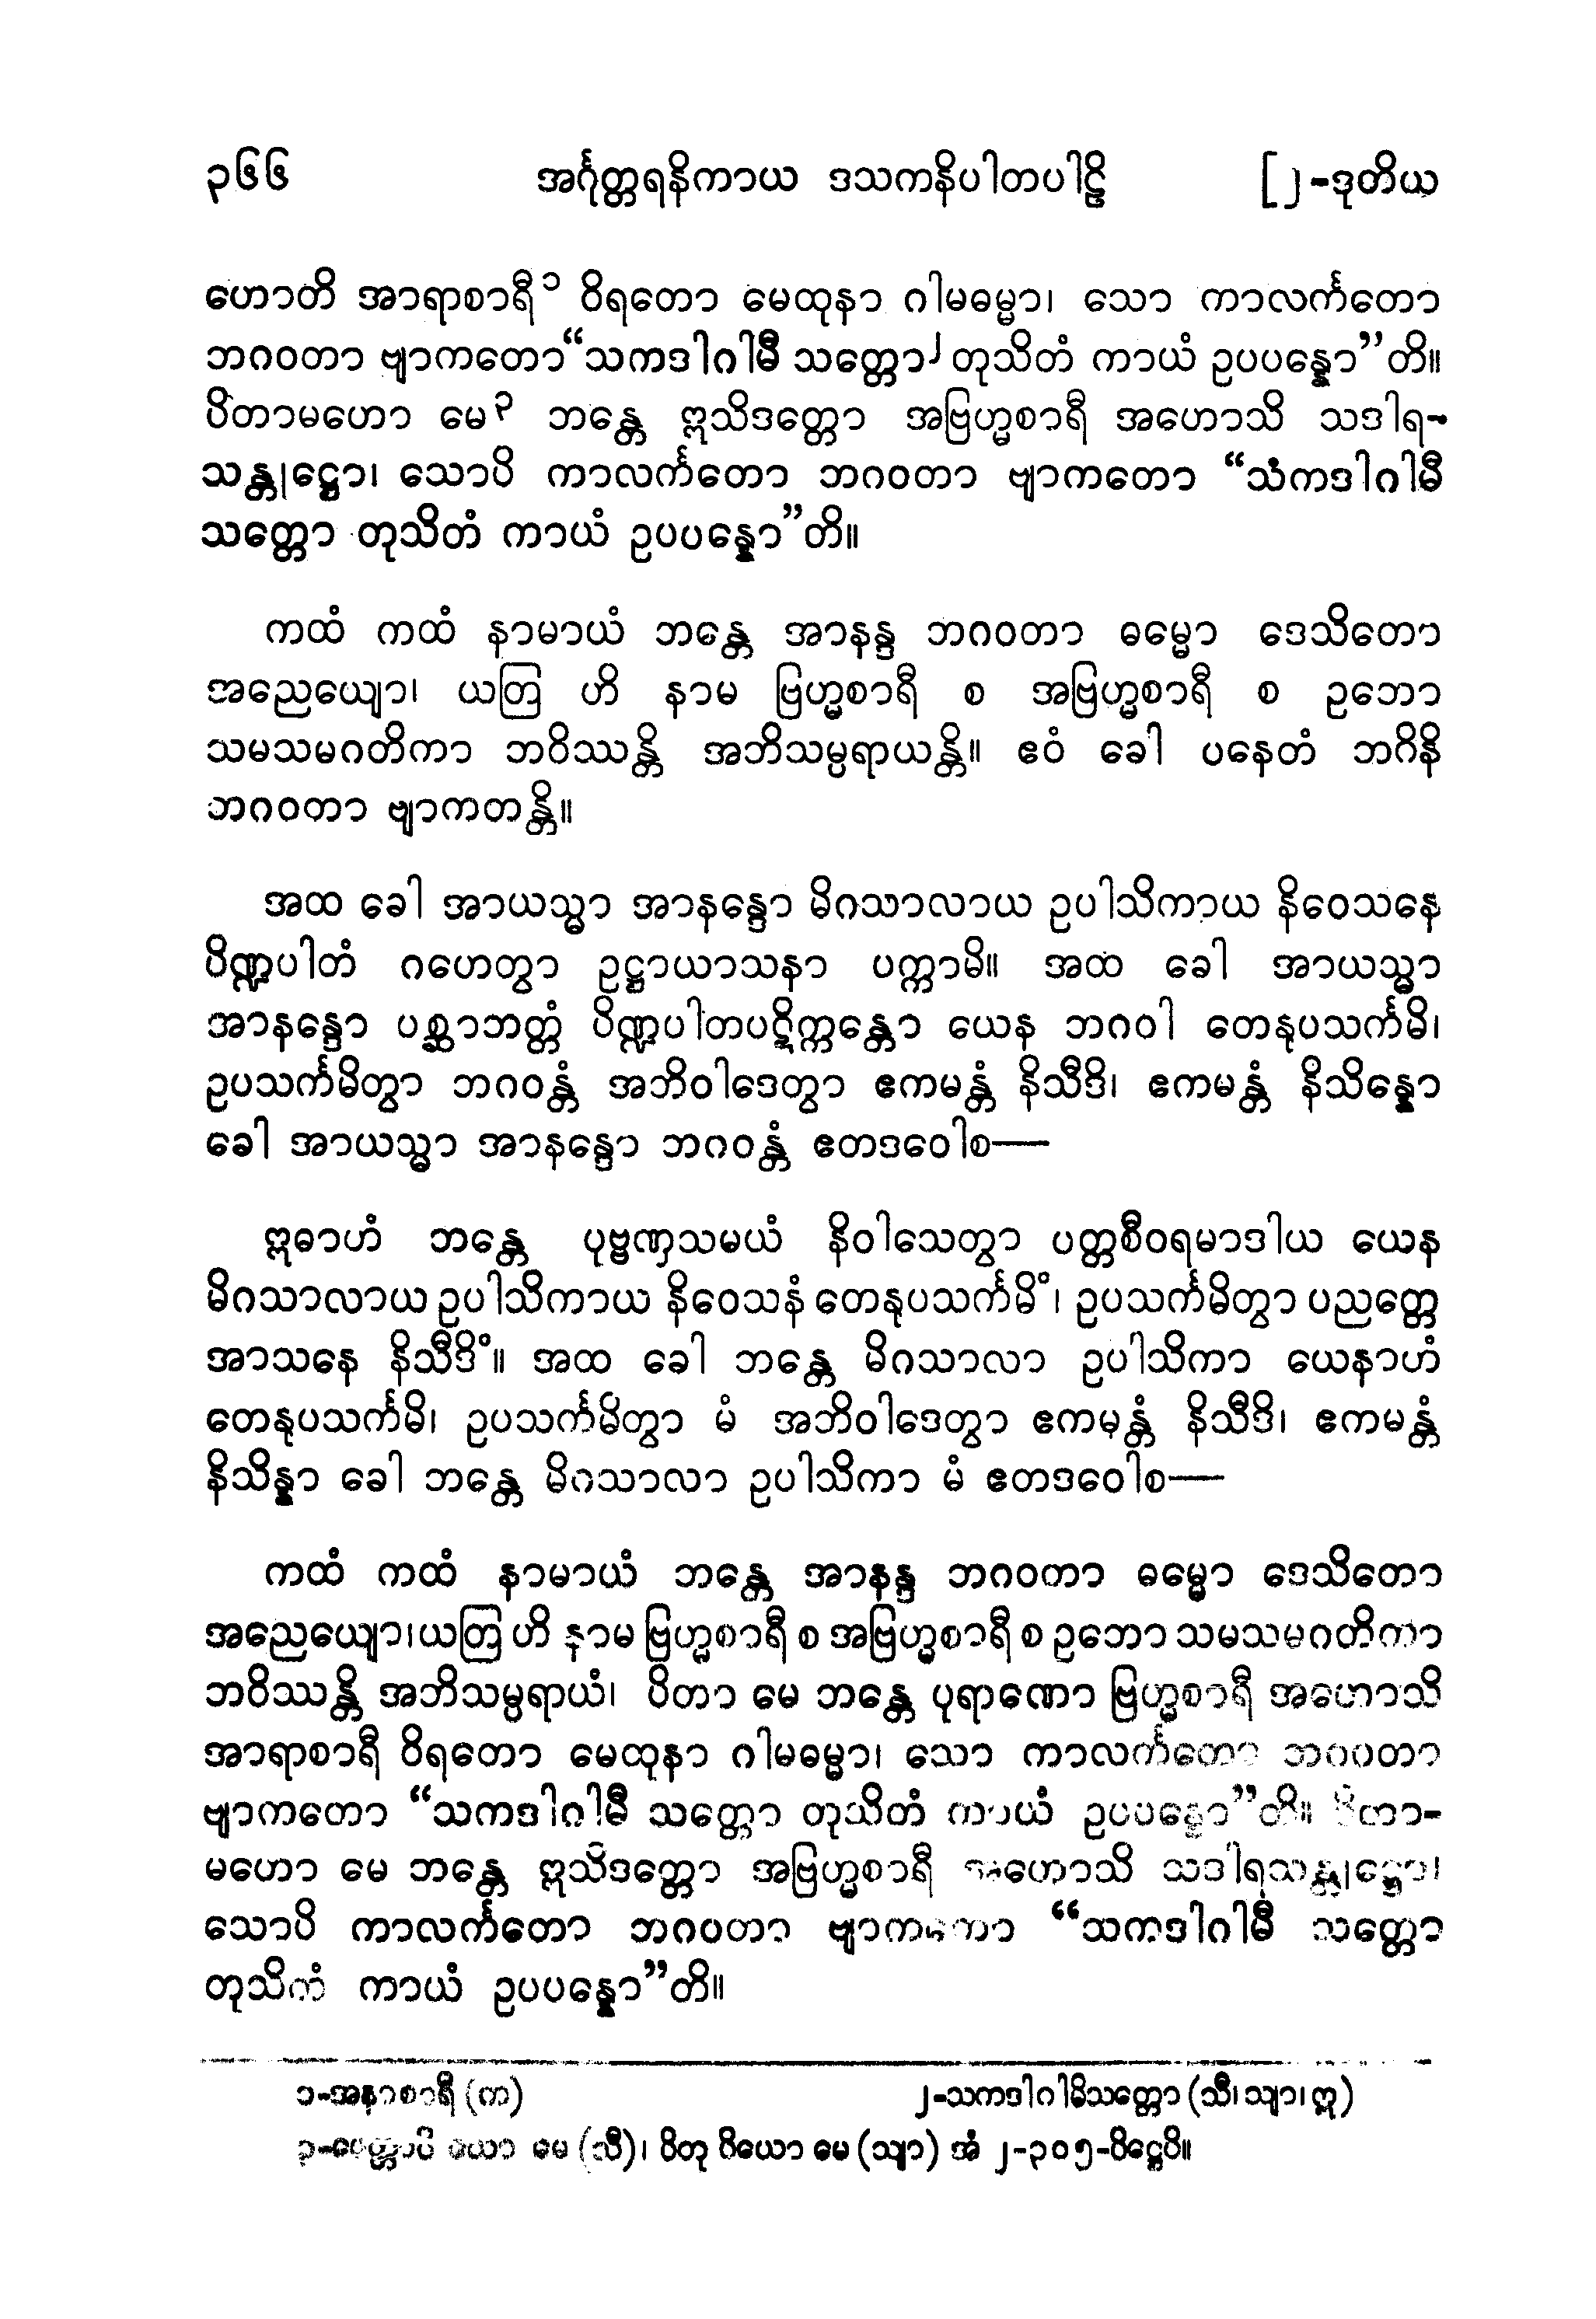 ၃၆၆ အင်္ဂုတ္တရနိကာယ ဒသကနိပါတပါဠိ [၂-ဒုတိယ
ဟောတိ အာရာစာရီ၁ ဝိရတော မေထုနာ ဂါမဓမ္မာ၊ သော ကာလင်္ကတော
ဘဂဝတာ ဗျာကတော“သကဒါဂါမီ သတ္တော၂ တုသိတံ ကာယံ ဥပပန္နော”တိ။
ပိတာမဟော မေ၃ ဘန္တေ ဣသိဒတ္တော အဗြဟ္မစာရီ အဟောသိ သဒါရ-
သန္တုဋ္ဌော၊ သောပိ ကာလင်္ကတော ဘဂဝတာ ဗျာကတော “သကဒါဂါမီ
သတ္တော တုသိတံ ကာယံ ဥပပန္နော”တိ။
ကထံ ကထံ နာမာယံ ဘန္တေ အာနန္ဒ ဘဂဝတာ ဓမ္မော ဒေသိတော
အညေယျော၊ ယတြ ဟိ နာမ ဗြဟ္မစာရီ စ အဗြဟ္မစာရီ စ ဥဘော
သမသမဂတိကာ ဘဝိဿန္တိ အဘိသမ္ပရာယန္တိ။ ဧဝံ ခေါ ပနေတံ ဘဂိနိ
ဘဂဝတာ ဗျာကတန္တိ။
အထ ခေါ အာယသ္မာ အာနန္ဒော မိဂသာလာယ ဥပါသိကာယ နိဝေသနေ
ပိဏ္ဍပါတံ ဂဟေတွာ ဥဋ္ဌာယာသနာ ပက္ကာမိ။ အထ ခေါ အာယသ္မာ
အာနန္ဒော ပစ္ဆာဘတ္တံ ပိဏ္ဍပါတပဋိက္ကန္တော ယေန ဘဂဝါ တေနုပသင်္ကမိ၊
ဥပသင်္ကမိတွာ ဘဂဝန္တံ အဘိဝါဒေတွာ ဧကမန္တံ နိသီဒိ၊ ဧကမန္တံ နိသိန္နော
ခေါ အာယသ္မာ အာနန္ဒော ဘဂဝန္တံ ဧတဒဝေါစ—
ဣဓာဟံ ဘန္တေ ပုဗ္ဗဏှသမယံ နိဝါသေတွာ ပတ္တစီဝရမာဒါယ ယေန
မိဂသာလာယ ဥပါသိကာယ နိဝေသနံ တေနုပသင်္ကမိံ၊ ဥပသင်္ကမိတွာ ပညတ္တေ
အာသနေ နိသီဒိံ။ အထ ခေါ ဘန္တေ မိဂသာလာ ဥပါသိကာ ယေနာဟံ
တေနုပသင်္ကမိ၊ ဥပသင်္ကမိတွာ မံ အဘိဝါဒေတွာ ဧကမန္တံ နိသီဒိ၊ ဧကမန္တံ
နိသိန္နာ ခေါ ဘန္တေ မိဂသာလာ ဥပါသိကာ မံ ဧတဒဝေါစ—
ကထံ ကထံ နာမာယံ ဘန္တေ အာနန္ဒ ဘဂဝတာ ဓမ္မော ဒေသိတော
အညေယျော၊ယတြ ဟိ နာမ ဗြဟ္မစာရီ စ အဗြဟ္မစာရီ စ ဥဘော သမသမဂတိကာ
ဘဝိဿန္တိ အဘိသမ္ပရာယံ၊ ပိတာ မေ ဘန္တေ ပုရာဏော ဗြဟ္မစာရီ အဟောသိ
အာရာစာရီ ဝိရတော မေထုနာ ဂါမဓမ္မာ၊ သော ကာလင်္ကတော ဘဂဝတာ
ဗျာကတော “သကဒါဂါမီ သတ္တော တုသိတံ ကာယံ ဥပပန္နော”တိ။ ပိတာ-
မဟော မေ ဘန္တေ ဣသိဒတ္တော အဗြဟ္မစာရီ အဟောသိ သဒါရသန္တုဋ္ဌော၊
သောပိ ကာလင်္ကတော ဘဂဝတာ ဗျာကတော “သကဒါဂါမီ သတ္တော
တုသိတံ ကာယံ ဥပပန္နော”တိ။
၁-အနာစာရီ (က) ၂-သကဒါဂါမိသတ္တော (သီ၊ သျာ၊ ဣ)
၃- မေ (သီ)၊ ပိတု ပိယော မေ (သျာ) အံ ၂-၃၀၅-ပိဋ္ဌေပိ။